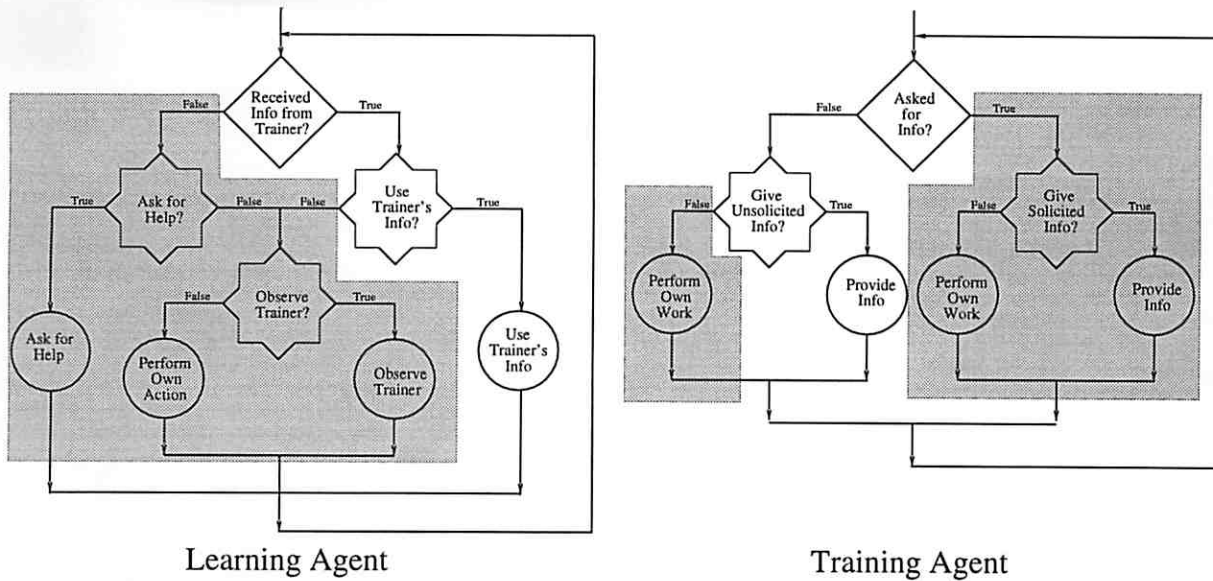 Received
Info from
Trainer?
False
True
Ask for
Help?
True
False
Use
Trainer's
Info?
False
True
Observe
Trainer?
False
True
Ask for
Help
Perform
Own
Action
Observe
Trainer
Use
Trainer's
Info
Learning Agent
Asked
for
Info?
False
True
Give
Unsolicited
Info?
False
True
Give
Solicited
Info?
False
True
Perform
Own
Work
Provide
Info
Perform
Own
Work
Provide
Info
Training Agent